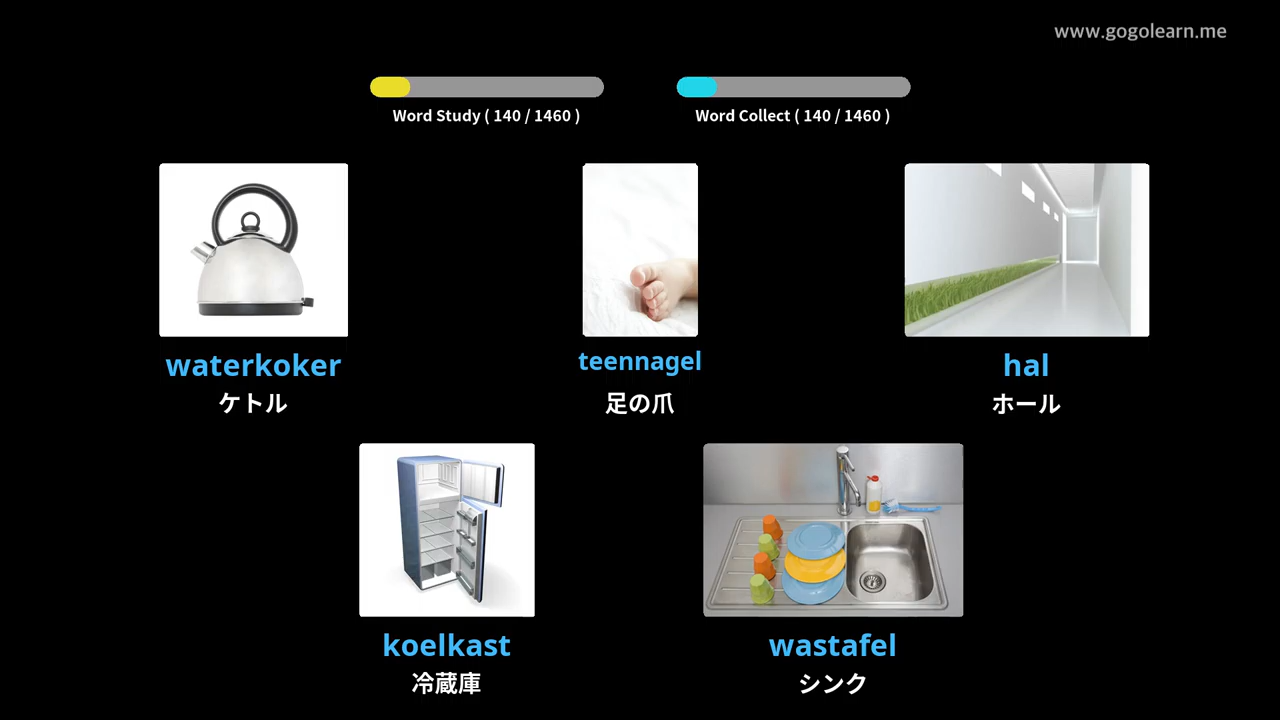 www.gogolearn.me
Word Study ( 140 / 1460 )
Word Collect ( 140 / 1460 )
waterkoker
ケトル
teennagel
足の爪
hal
ホール
koelkast
冷蔵庫
wastafel
シンク